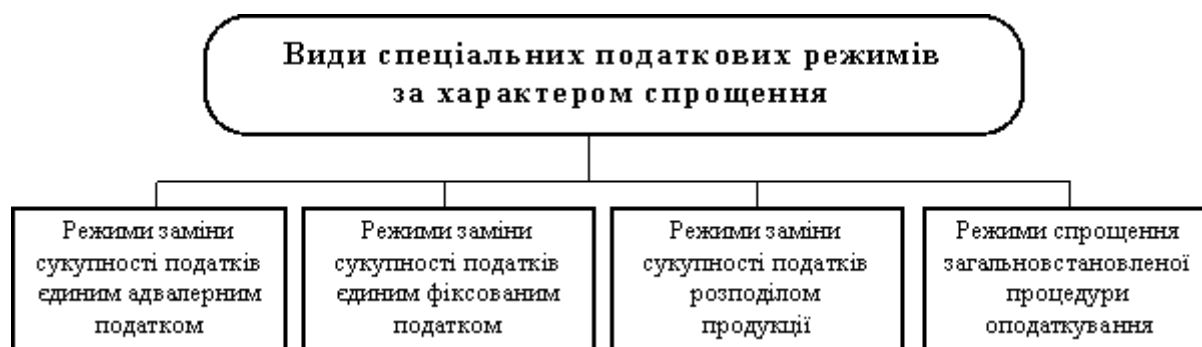 Види спеціальних податкових режимів
за характером спрощення
Режими заміни
сукупності податків
єдиним адвалерним
податком
Режими заміни
сукупності податків
єдиним фіксованим
податком
Режими заміни
сукупності податків
розподілом
продукції
Режими спрощення
загальновстановленої
процедури
оподаткування